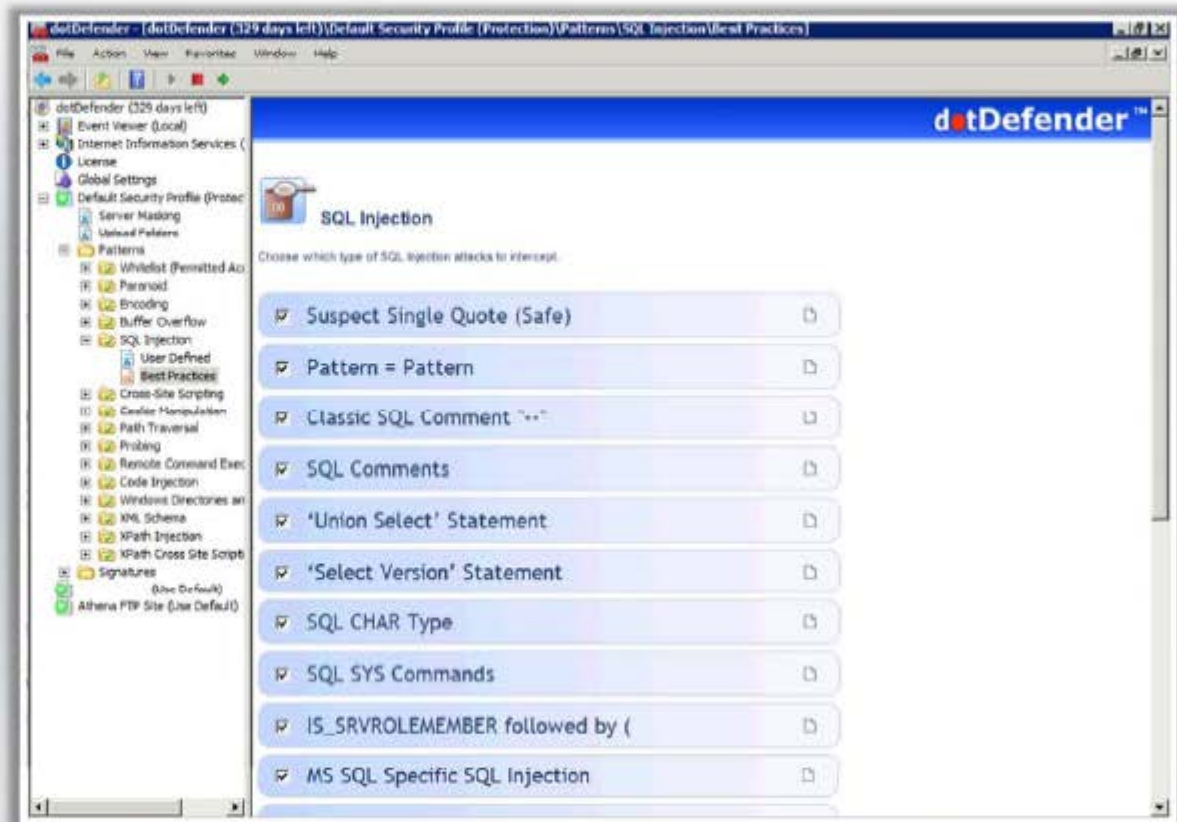 dotDefender - [dotDefender (329 days left)\Default Security Profile (Protection)\Patterns\SQL Injection\Best Practices]
File Action View Favorites Window Help
dotDefender (329 days left)
Event Viewer (Local)
Internet Information Services (
License
Global Settings
Default Security Profile (Protec
Server Masking
Upload Folders
Patterns
Whitelist (Permitted Acc
Paranoid
Encoding
Buffer Overflow
SQL Injection
User Defined
Best Practices
Cross-Site Scripting
Cookie Manipulation
Path Traversal
Probing
Remote Command Exec
Code Injection
Windows Directories an
XML Schema
XPath Injection
XPath Cross Site Scripti
Signatures
(Use Default)
Athena FTP Site (Use Default)
dotDefender™
SQL Injection
Choose which type of SQL Injection attacks to intercept.
Suspect Single Quote (Safe)
Pattern = Pattern
Classic SQL Comment "--"
SQL Comments
'Union Select' Statement
'Select Version' Statement
SQL CHAR Type
SQL SYS Commands
IS_SRVROLEMEMBER followed by (
MS SQL Specific SQL Injection